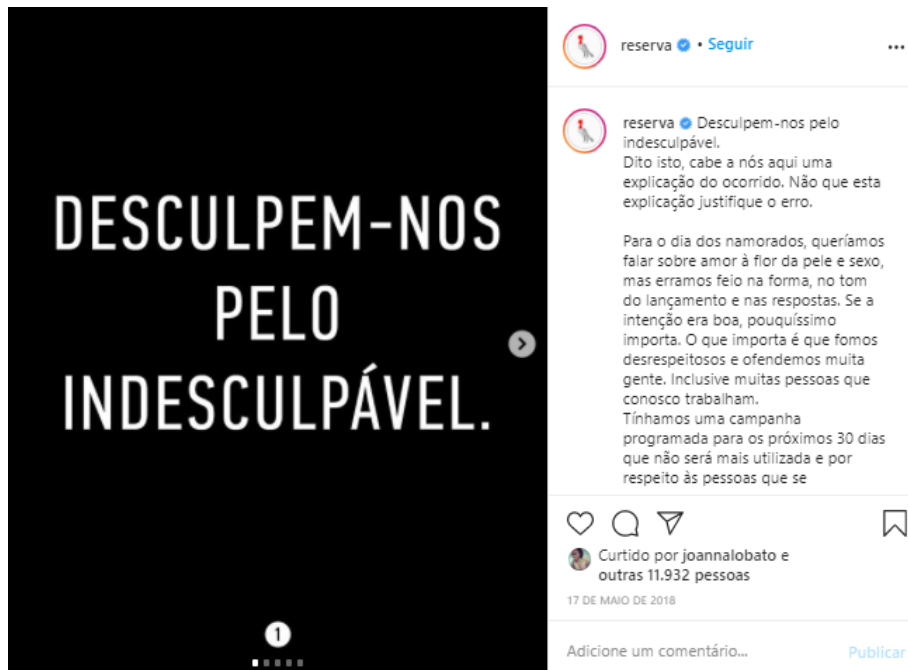 DESCULPEM-NOS
PELO
INDESCULPÁVEL.
1
reserva • Seguir
reserva Desculpem-nos pelo
indesculpável.
Dito isto, cabe a nós aqui uma
explicação do ocorrido. Não que esta
explicação justifique o erro.
Para o dia dos namorados, queríamos
falar sobre amor à flor da pele e sexo,
mas erramos feio na forma, no tom
do lançamento e nas respostas. Se a
intenção era boa, pouquíssimo
importa. O que importa é que fomos
desrespeitosos e ofendemos muita
gente. Inclusive muitas pessoas que
conosco trabalham.
Tínhamos uma campanha
programada para os próximos 30 dias
que não será mais utilizada e por
respeito às pessoas que se
Curtido por joannalobato e
outras 11.932 pessoas
17 DE MAIO DE 2018
Adicione um comentário... Publicar